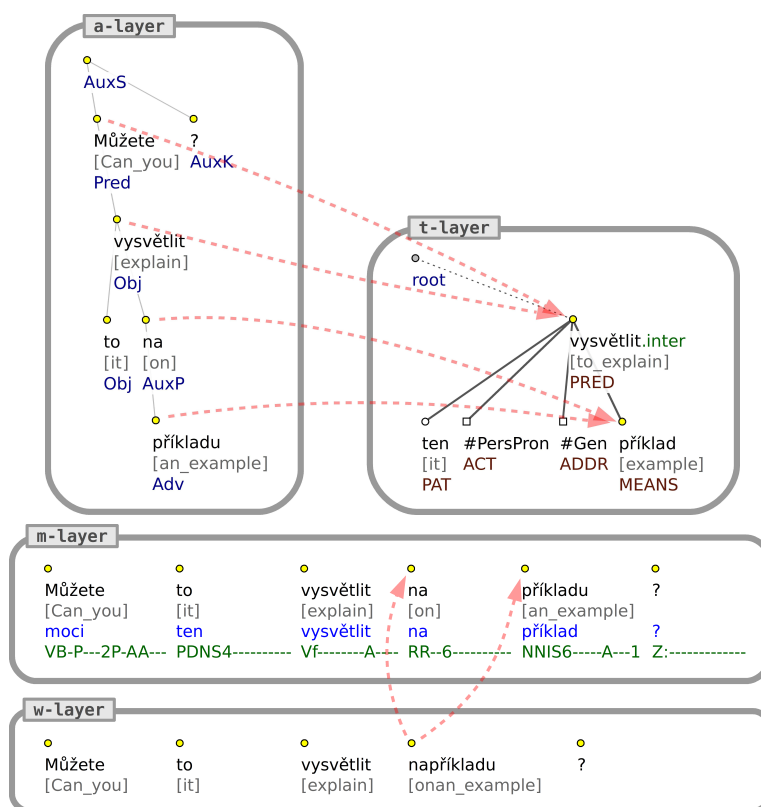 a-layer
AuxS
Můžete ?
[Can_you] AuxK
Pred
vysvětlit
[explain]
Obj
to na
[it] [on]
Obj AuxP
příkladu
[an_example]
Adv
t-layer
root
vysvětlit.inter
[to_explain]
PRED
ten #PersPron #Gen příklad
[it] ACT ADDR [example]
PAT MEANS
m-layer
Můžete to vysvětlit na příkladu ?
[Can_you] [it] [explain] [on] [an_example]
moci ten vysvětlit na příklad ?
VB-P---2P-AA--- PDNS4---------- Vf--------A---- RR--6---------- NNIS6-----A---1 Z:-------------
w-layer
Můžete to vysvětlit napříkladu ?
[Can_you] [it] [explain] [onan_example]